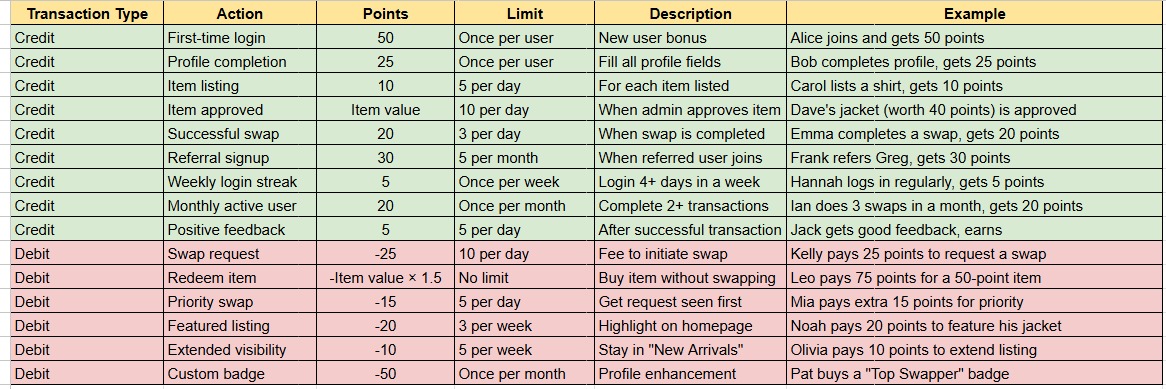 Transaction Type Action Points Limit Description Example
Credit First-time login 50 Once per user New user bonus Alice joins and gets 50 points
Credit Profile completion 25 Once per user Fill all profile fields Bob completes profile, gets 25 points
Credit Item listing 10 5 per day For each item listed Carol lists a shirt, gets 10 points
Credit Item approved Item value 10 per day When admin approves item Dave's jacket (worth 40 points) is approved
Credit Successful swap 20 3 per day When swap is completed Emma completes a swap, gets 20 points
Credit Referral signup 30 5 per month When referred user joins Frank refers Greg, gets 30 points
Credit Weekly login streak 5 Once per week Login 4+ days in a week Hannah logs in regularly, gets 5 points
Credit Monthly active user 20 Once per month Complete 2+ transactions Ian does 3 swaps in a month, gets 20 points
Credit Positive feedback 5 5 per day After successful transaction Jack gets good feedback, earns
Debit Swap request -25 10 per day Fee to initiate swap Kelly pays 25 points to request a swap
Debit Redeem item -Item value × 1.5 No limit Buy item without swapping Leo pays 75 points for a 50-point item
Debit Priority swap -15 5 per day Get request seen first Mia pays extra 15 points for priority
Debit Featured listing -20 3 per week Highlight on homepage Noah pays 20 points to feature his jacket
Debit Extended visibility -10 5 per week Stay in "New Arrivals" Olivia pays 10 points to extend listing
Debit Custom badge -50 Once per month Profile enhancement Pat buys a "Top Swapper" badge